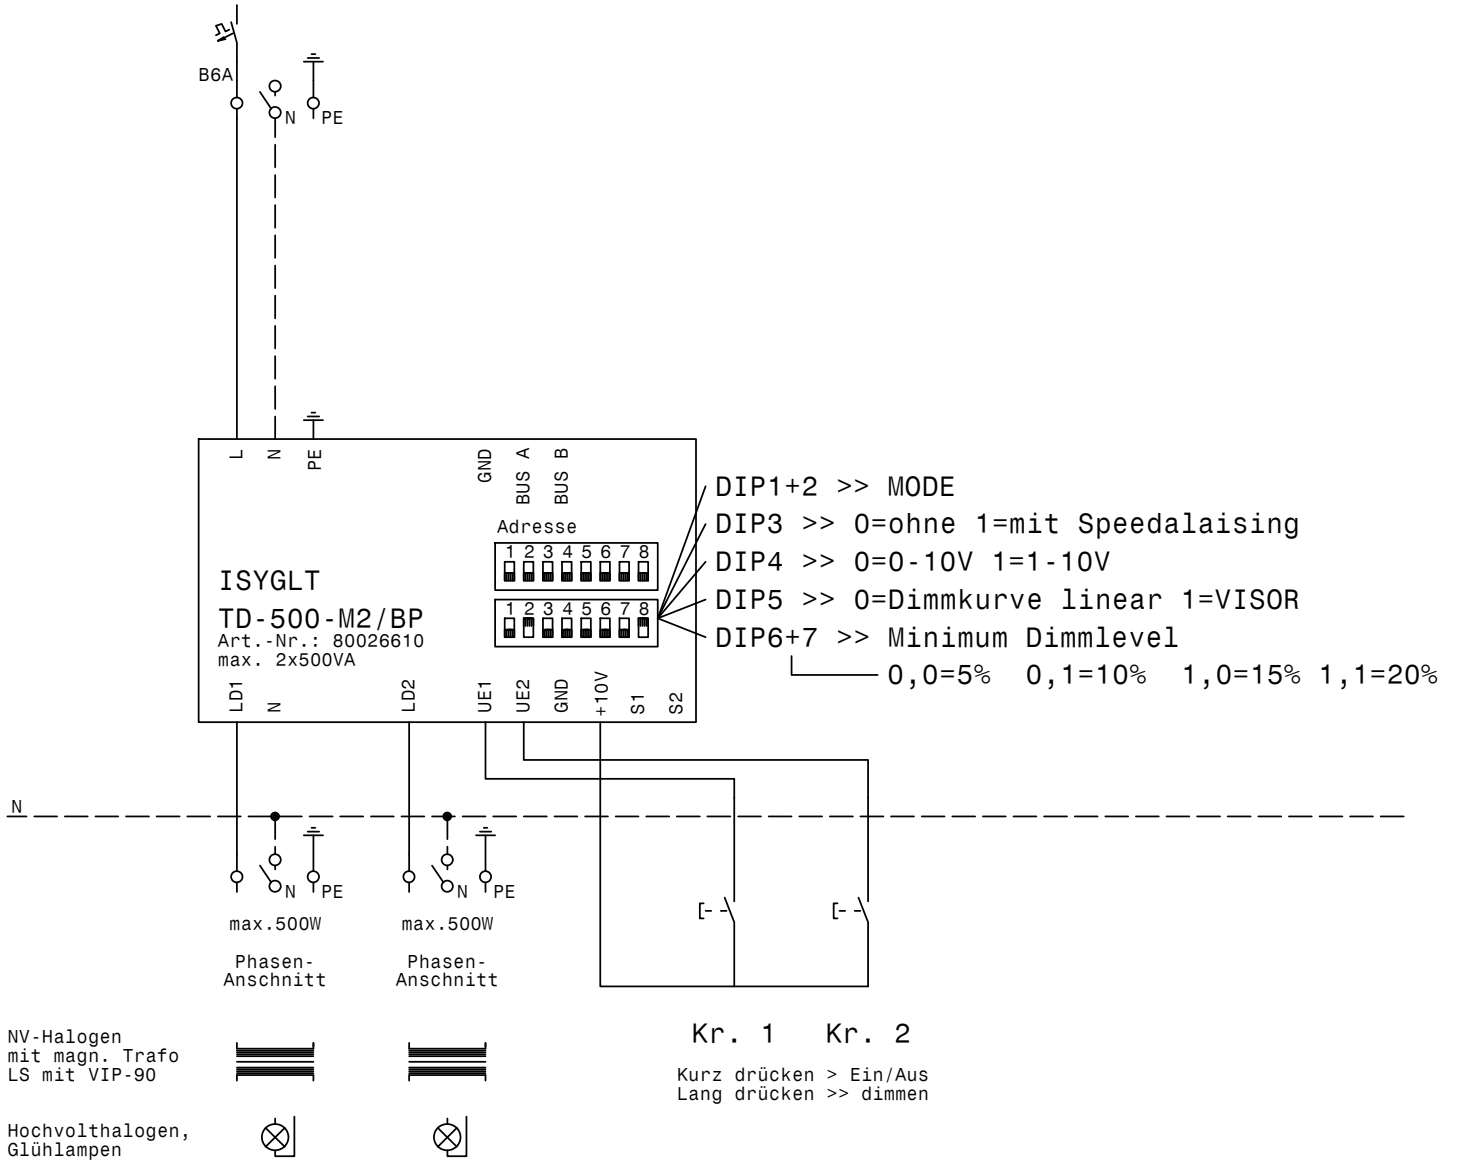 B6A
N
PE
L
N
PE
GND
BUS A
BUS B
Adresse
1 2 3 4 5 6 7 8
1 2 3 4 5 6 7 8
ISYGLT
TD-500-M2/BP
Art.-Nr.: 80026610
max. 2x500VA
DIP1+2 >> MODE
DIP3 >> 0=ohne 1=mit Speedalaising
DIP4 >> 0=0-10V 1=1-10V
DIP5 >> 0=Dimmkurve linear 1=VISOR
DIP6+7 >> Minimum Dimmlevel
0,0=5% 0,1=10% 1,0=15% 1,1=20%
LD1
N
LD2
UE1
UE2
GND
+10V
S1
S2
N
N
PE
N
PE
max.500W
max.500W
Phasen-
Anschnitt
Phasen-
Anschnitt
NV-Halogen
mit magn. Trafo
LS mit VIP-90
Hochvolthalogen,
Glühlampen
Kr. 1 Kr. 2
Kurz drücken > Ein/Aus
Lang drücken >> dimmen